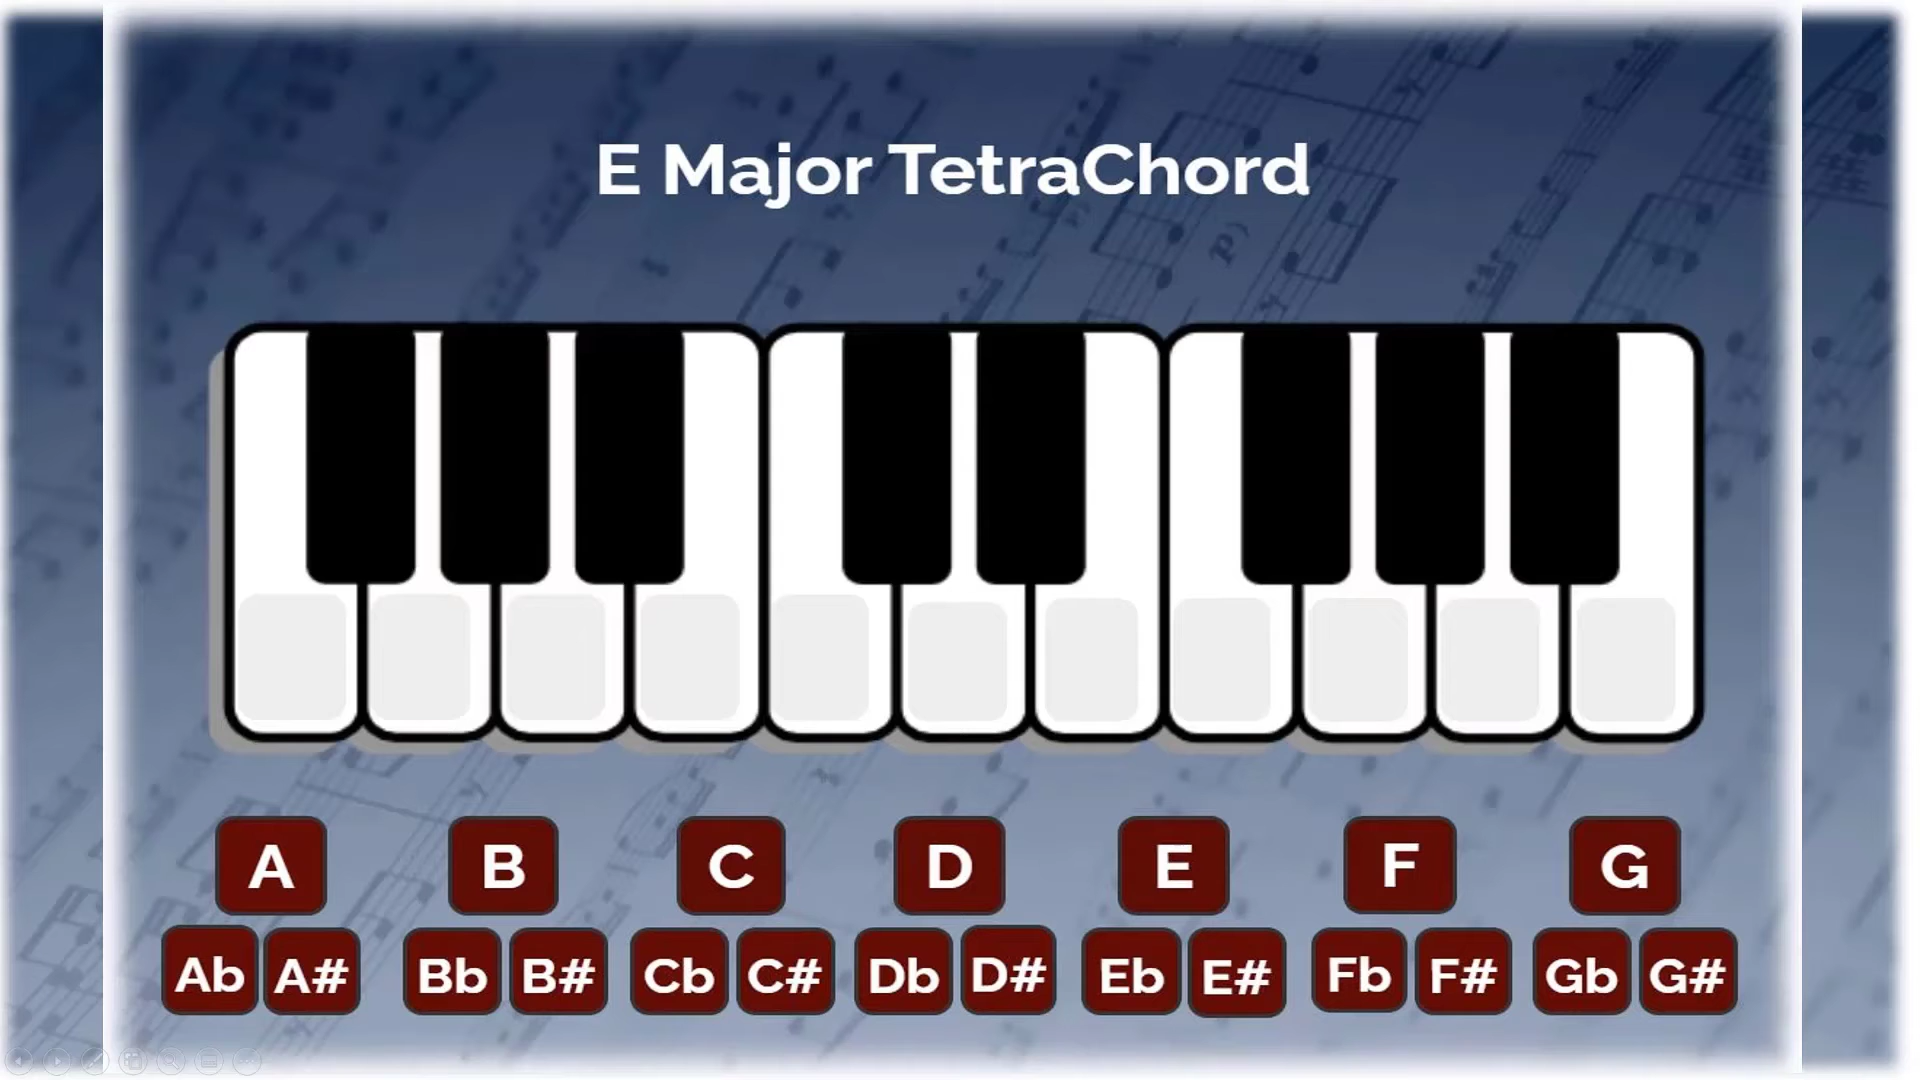 E Major TetraChord
A B C D E F G
Ab A# Bb B# Cb C# Db D# Eb E# Fb F# Gb G#